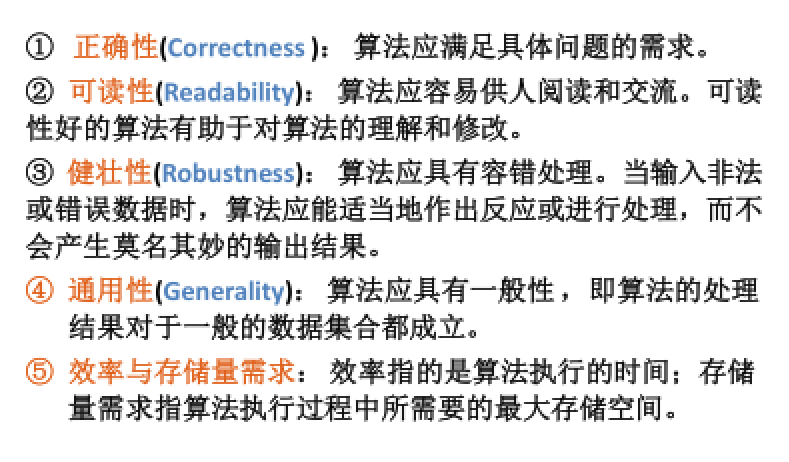 ① 正确性(Correctness )： 算法应满足具体问题的需求。
② 可读性(Readability)： 算法应容易供人阅读和交流。可读
性好的算法有助于对算法的理解和修改。
③ 健壮性(Robustness)： 算法应具有容错处理。当输入非法
或错误数据时，算法应能适当地作出反应或进行处理，而不
会产生莫名其妙的输出结果。
④ 通用性(Generality)： 算法应具有一般性 ，即算法的处理
结果对于一般的数据集合都成立。
⑤ 效率与存储量需求： 效率指的是算法执行的时间；存储
量需求指算法执行过程中所需要的最大存储空间。